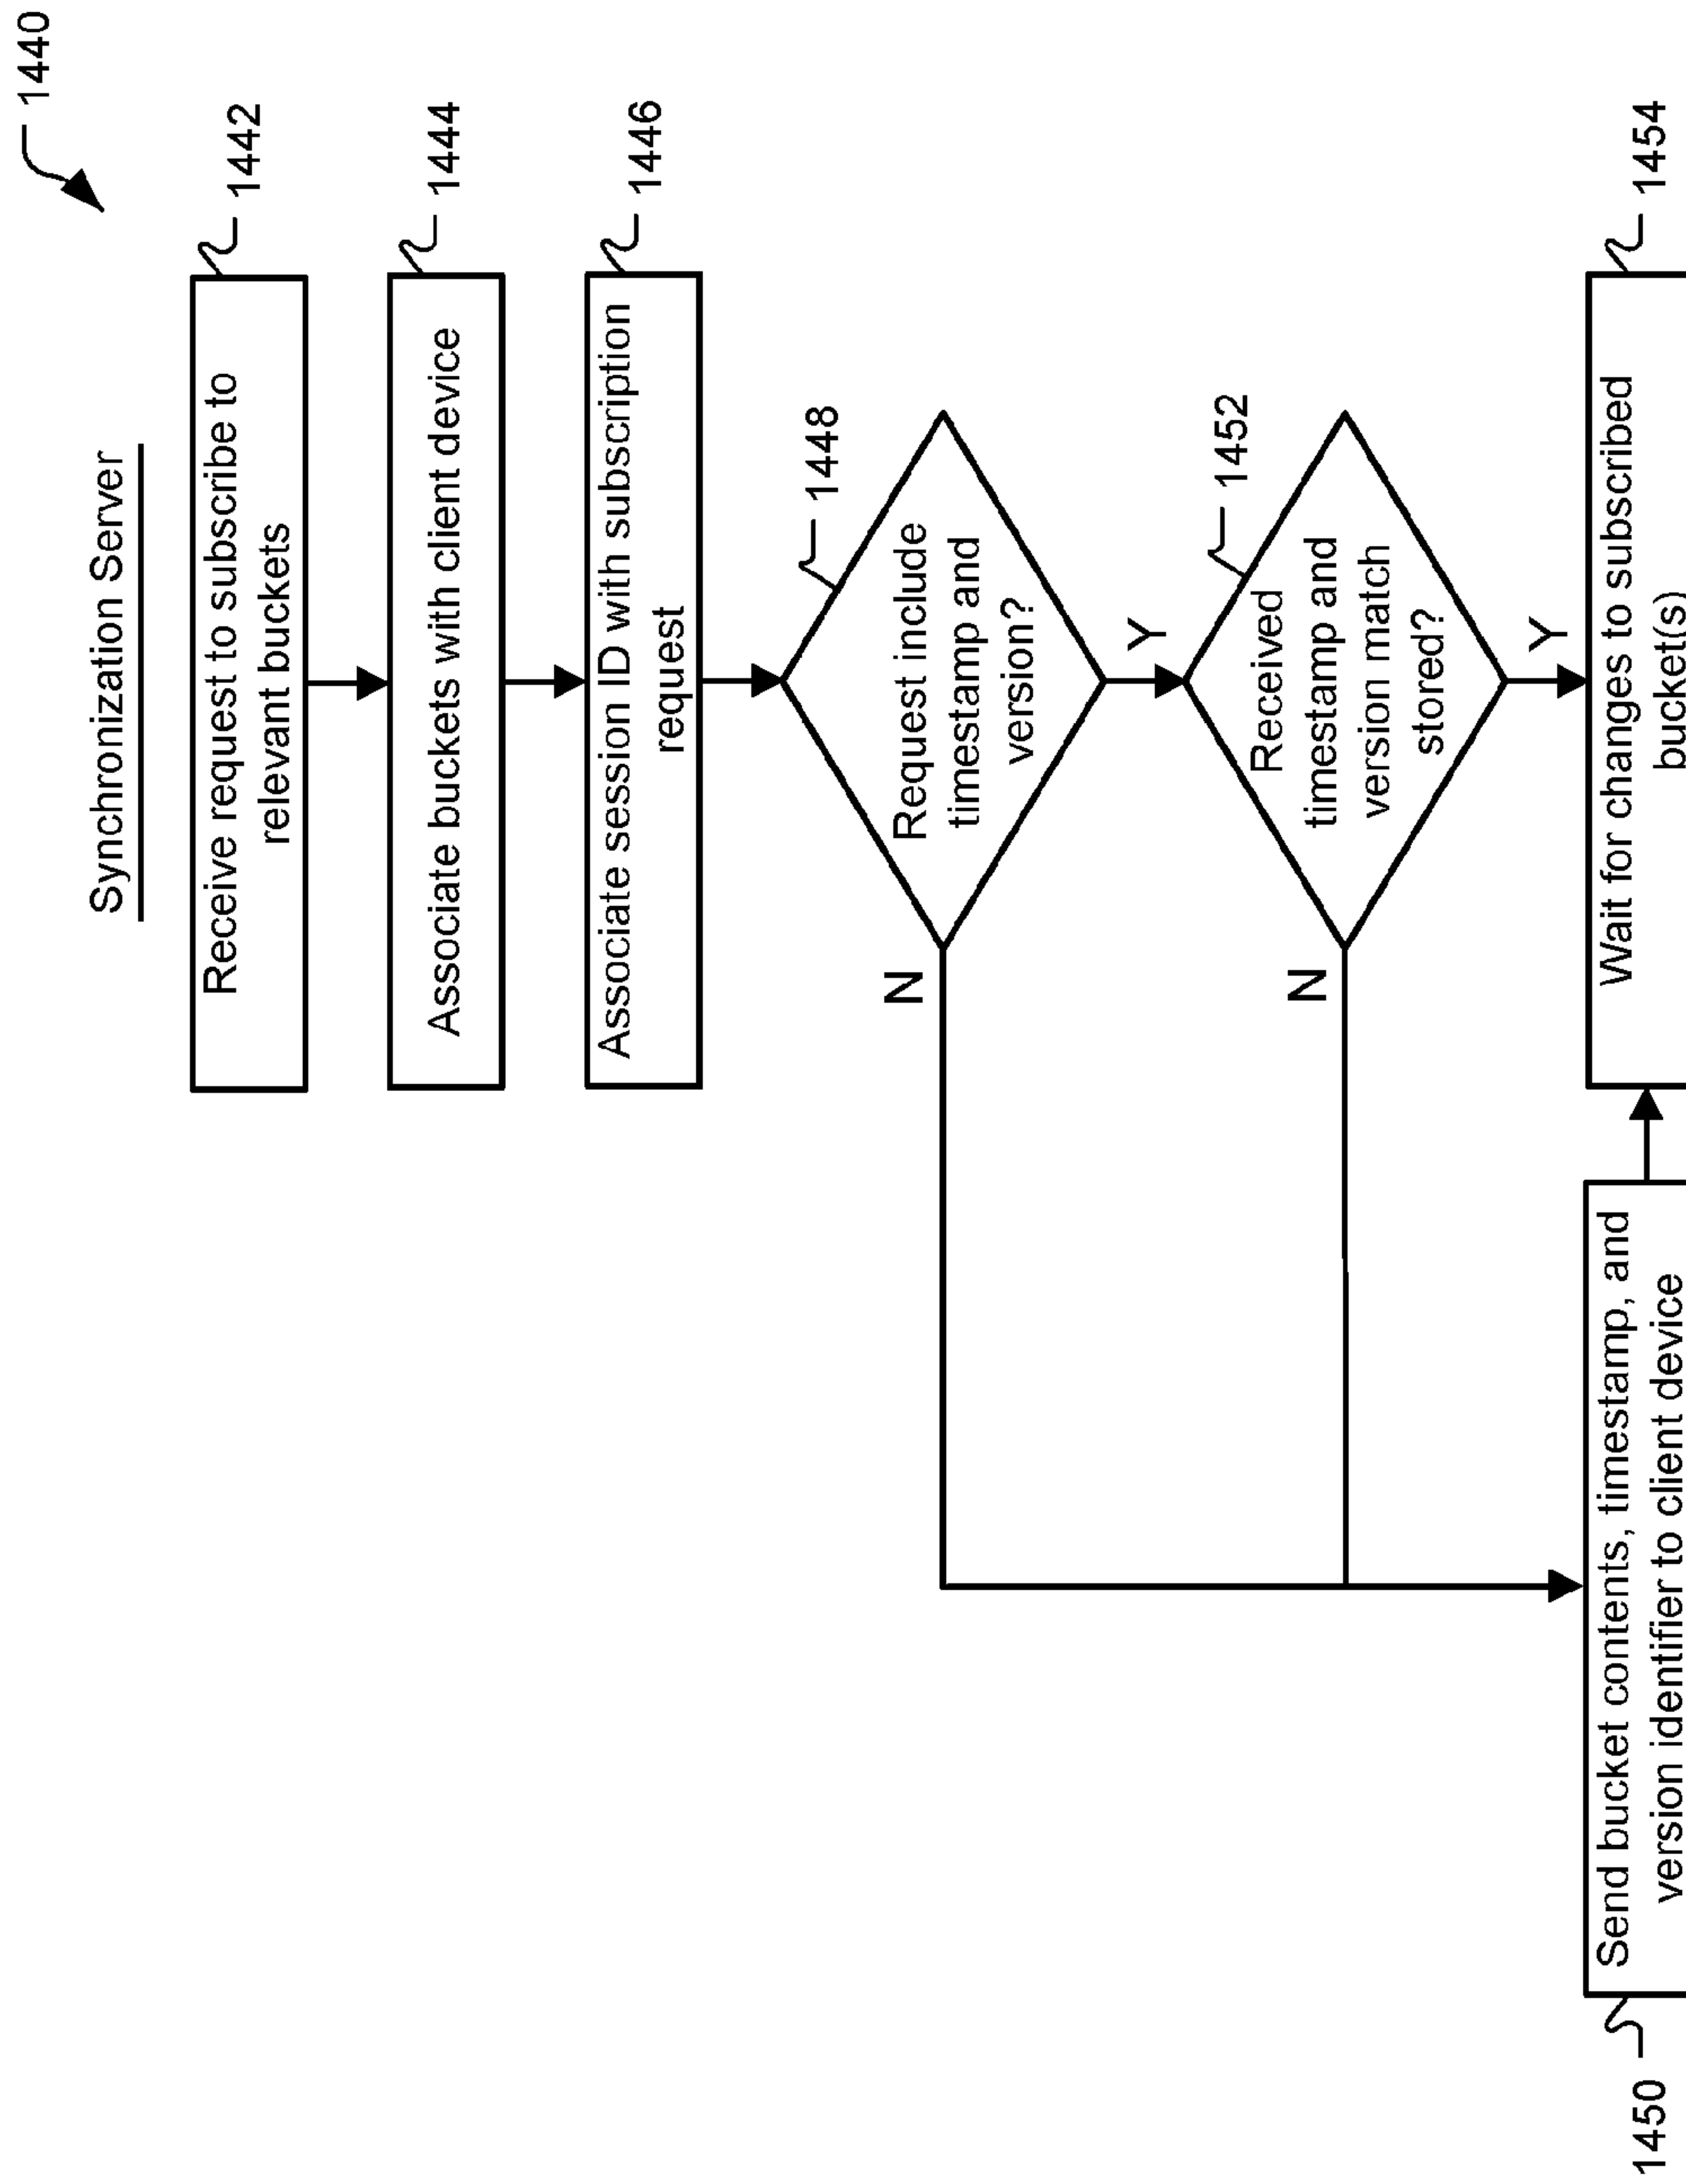 1440
Synchronization Server
Receive request to subscribe to
relevant buckets
1442
Associate buckets with client device
1444
Associate session ID with subscription
request
1446
Request include
timestamp and
version?
1448
N
Y
Received
timestamp and
version match
stored?
1452
N
Y
1450
Send bucket contents, timestamp, and
version identifier to client device
Wait for changes to subscribed
bucket(s)
1454